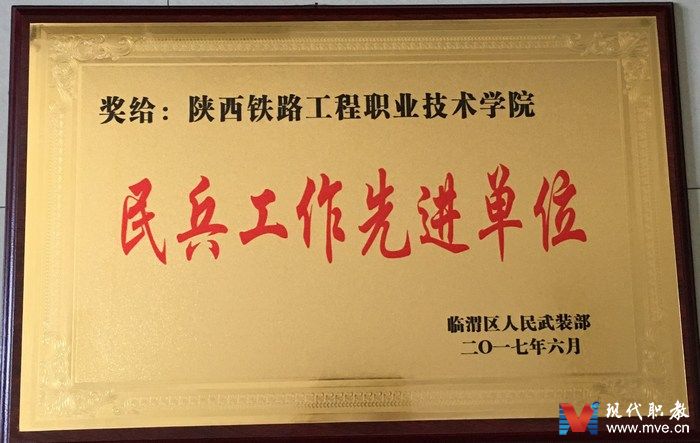 奖给：陕西铁路工程职业技术学院
民兵工作先进单位
临渭区人民武装部
二〇一七年六月
现代职教
www.mve.cn